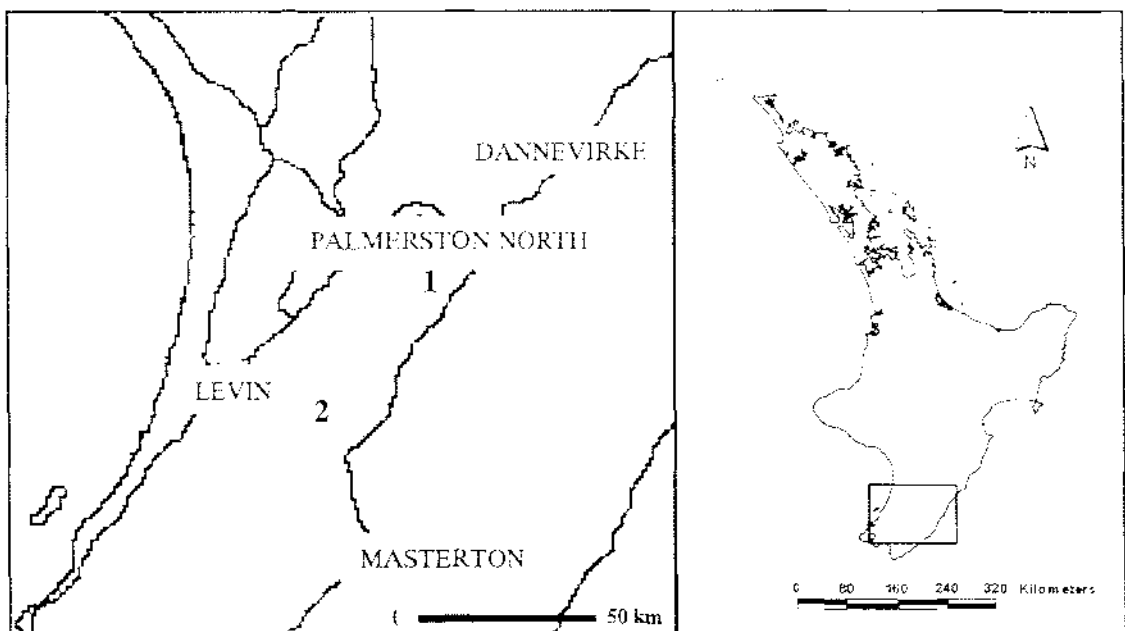 DANNEVIRKE
PALMERSTON NORTH
1
LEVIN
2
MASTERTON
50 km
N
0 80 160 240 320 Kilometers